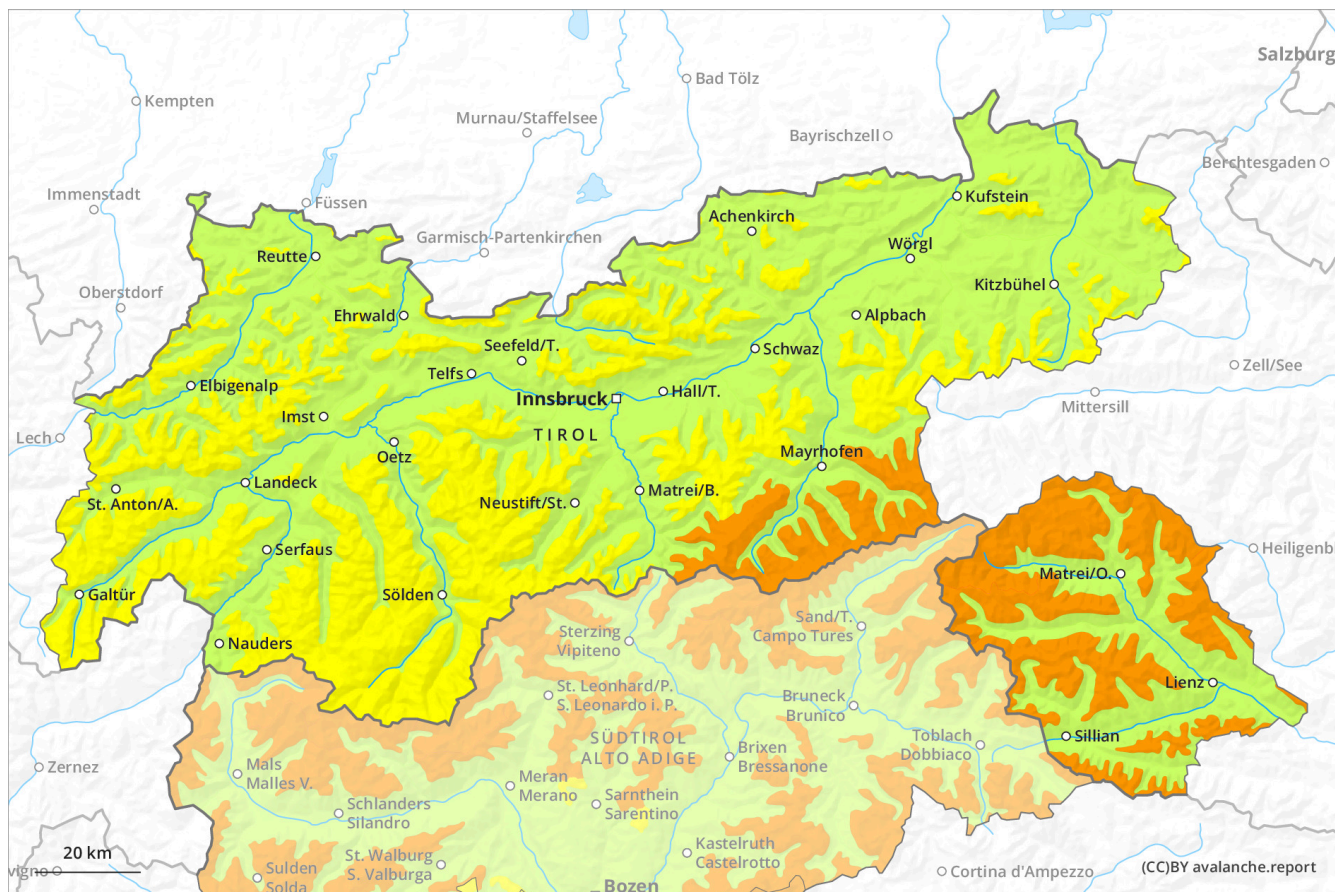 Salzburg
Bad Tölz
Kempten
Murnau/Staffelsee
Bayrischzell
Berchtesgaden
Immenstadt
Füssen
Kufstein
Achenkirch
Garmisch-Partenkirchen
Wörgl
Reutte
Kitzbühel
Oberstdorf
Ehrwald
Alpbach
Seefeld/T.
Schwaz
Zell/See
Telfs
Elbigenalp
Hall/T.
Innsbruck
Mittersill
Imst
TIROL
Lech
Mayrhofen
Oetz
Landeck
Matrei/B.
St. Anton/A.
Neustift/St.
Serfaus
Heiligenb
Matrei/O.
Galtür
Sölden
Sand/T.
Campo Tures
Sterzing
Vipiteno
Nauders
Lienz
St. Leonhard/P.
S. Leonardo i. P.
Bruneck
Brunico
Sillian
SÜDTIROL
ALTO ADIGE
Toblach
Dobbiaco
Brixen
Bressanone
Zernez
Mals
Malles V.
Meran
Merano
Sarnthein
Sarentino
Schlanders
Silandro
Kastelruth
Castelrotto
20 km
St. Walburg
S. Valburga
vigno
Sulden
Solda
Cortina d'Ampezzo
(CC)BY avalanche.report
Bozen